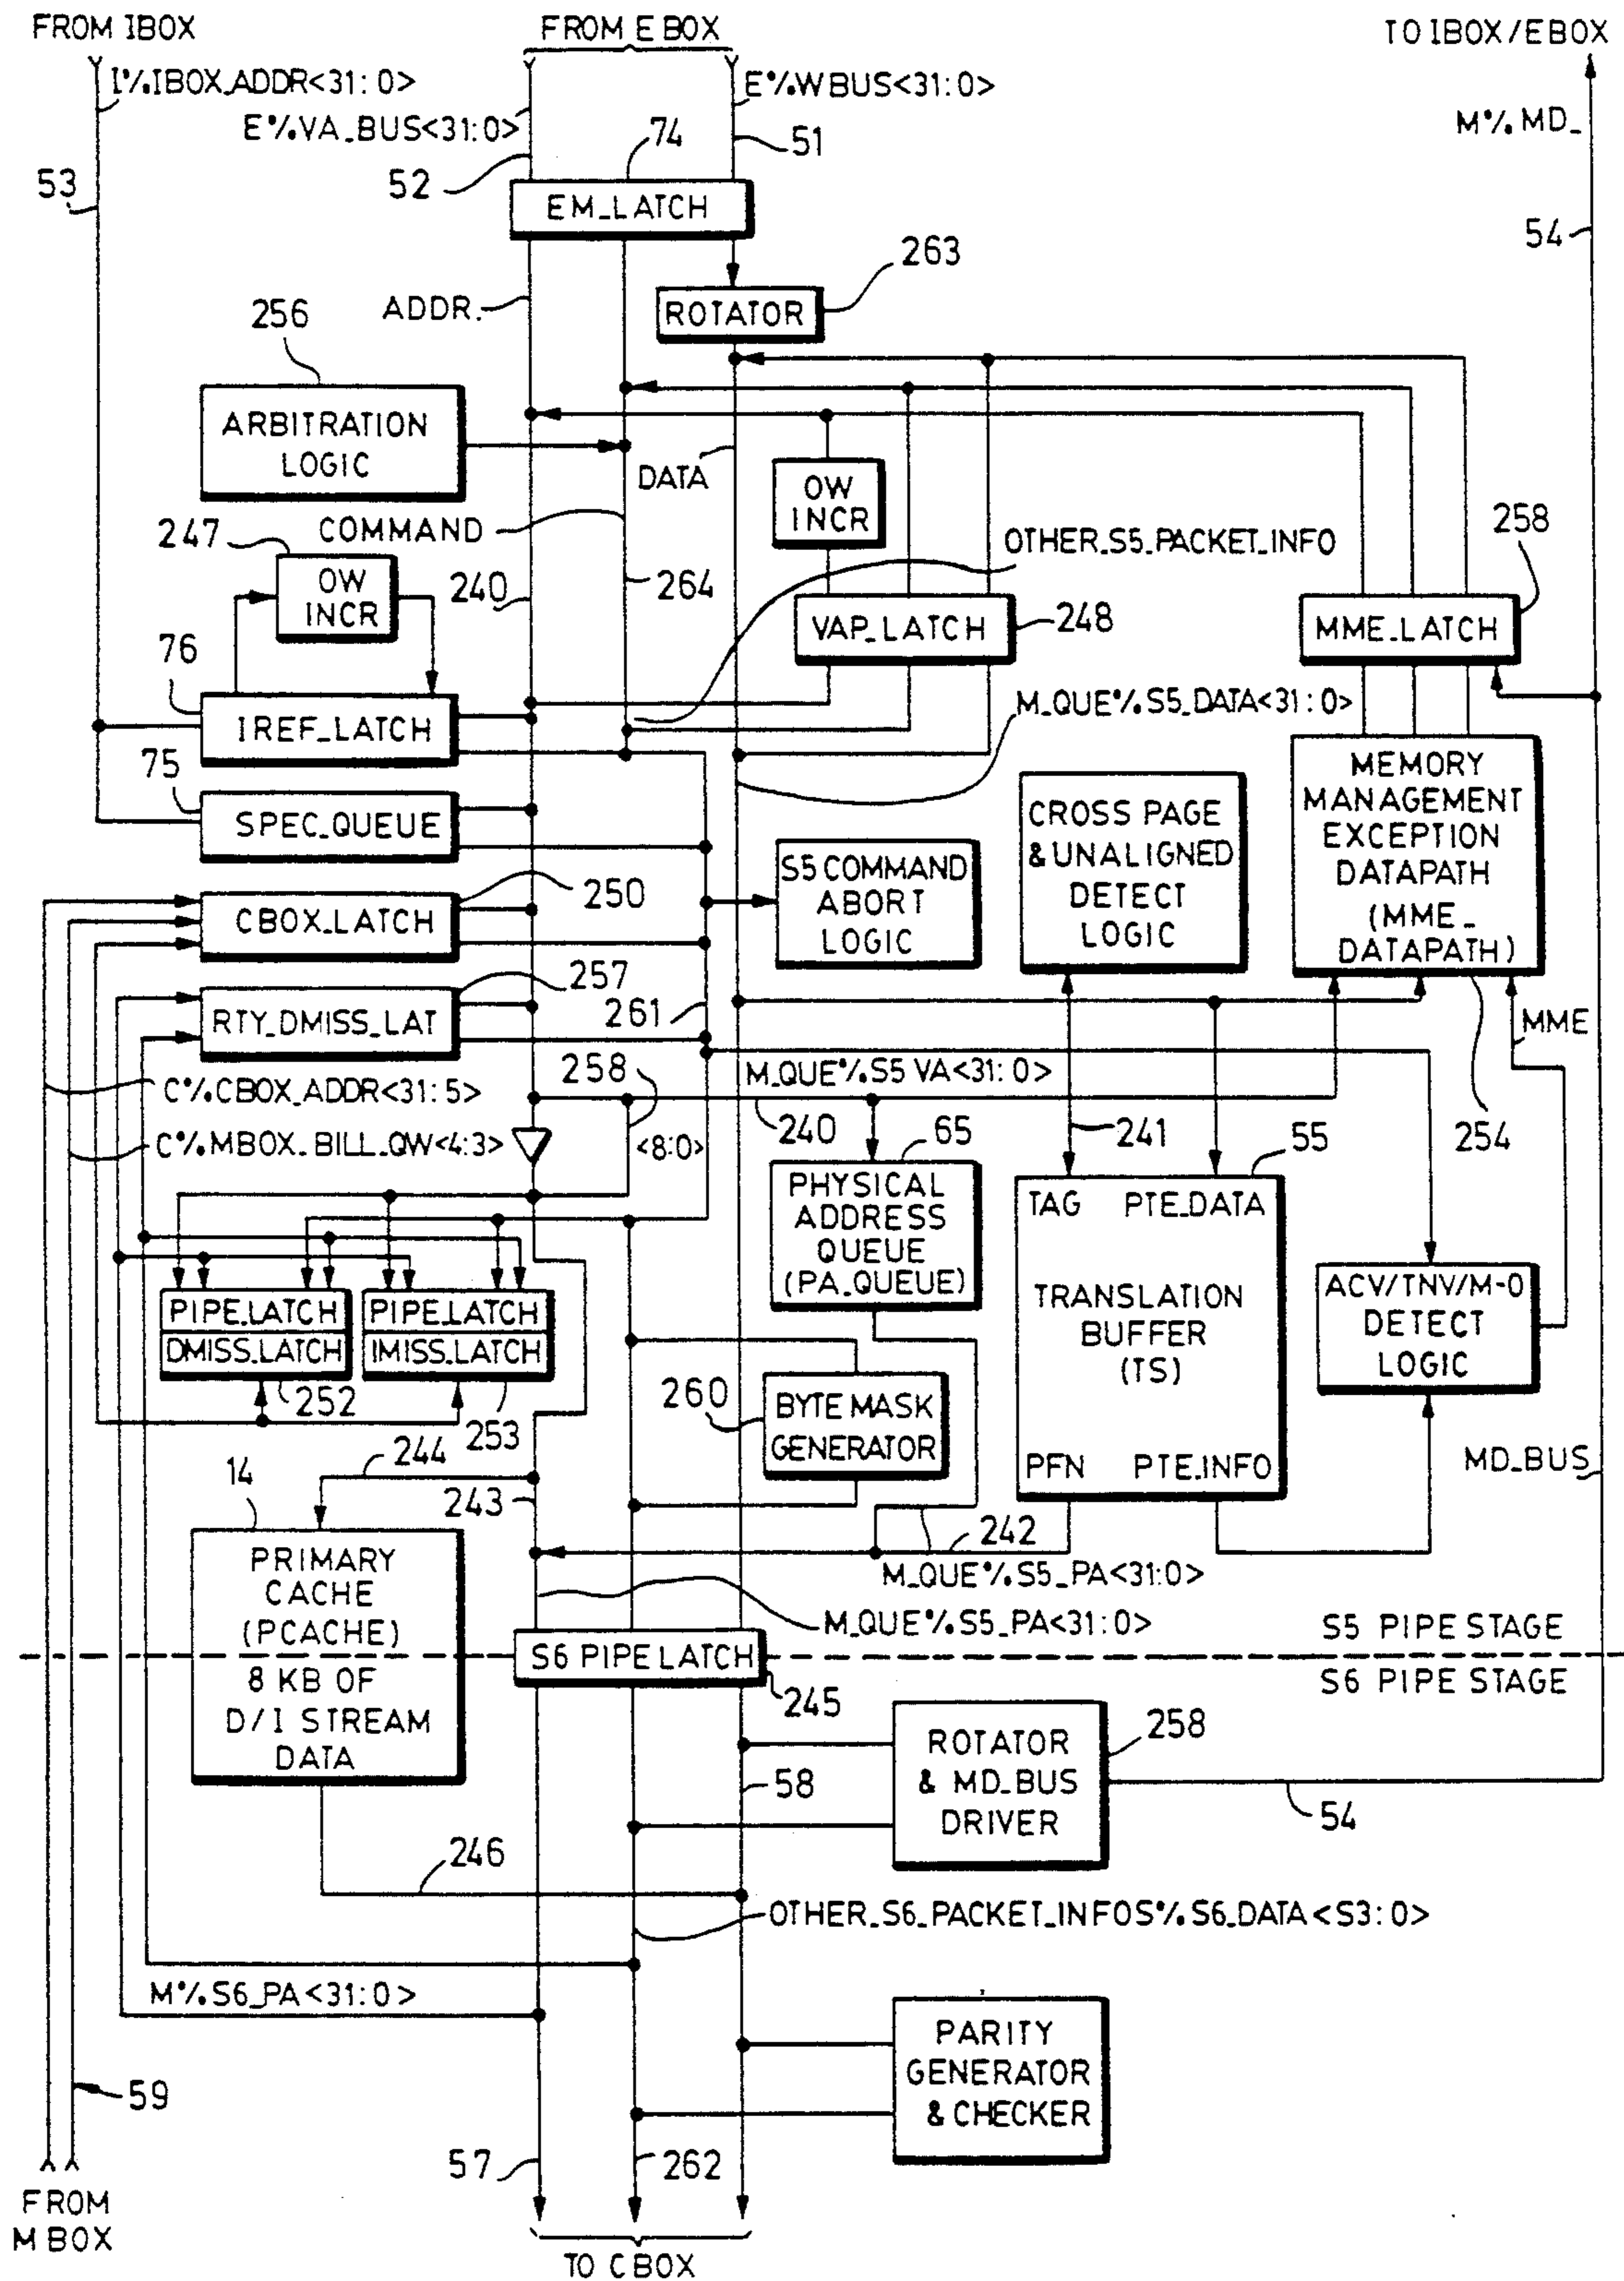 FROM IBOX
FROM E BOX
TO IBOX/EBOX
I%IBOX_ADDR<31:0>
E%WBUS<31:0>
E%VA_BUS<31:0>
M%MD_
74
51
53
52
54
EM_LATCH
263
ADDR.
ROTATOR
256
ARBITRATION
LOGIC
DATA
OW
INCR
COMMAND
258
247
OTHER_S5_PACKET_INFO
OW
INCR
240
264
VAP_LATCH
248
MME_LATCH
76
M_QUE%S5_DATA<31:0>
IREF_LATCH
75
MEMORY
MANAGEMENT
EXCEPTION
DATAPATH
(MME_
DATAPATH)
CROSS PAGE
& UNALIGNED
DETECT
LOGIC
SPEC_QUEUE
S5 COMMAND
ABORT
LOGIC
250
CBOX_LATCH
257
RTY_DMISS_LAT
261
MME
C%CBOX_ADDR<31:5>
258
M_QUE%S5 VA<31:0>
C%MBOX_BILL_QW<4:3>
<8:0>
240
65
241
55
254
PHYSICAL
ADDRESS
QUEUE
(PA_QUEUE)
TAG PTE_DATA
TRANSLATION
BUFFER
(TS)
PFN PTE.INFO
ACV/TNV/M-0
DETECT
LOGIC
PIPE_LATCH
DMISS_LATCH
PIPE_LATCH
IMISS_LATCH
252
253
260
BYTE MASK
GENERATOR
244
14
243
MD_BUS
242
PRIMARY
CACHE
(PCACHE)
8 KB OF
D/I STREAM
DATA
M_QUE%S5_PA<31:0>
M_QUE%S5_PA<31:0>
S5 PIPE STAGE
S6 PIPE LATCH
S6 PIPE STAGE
245
258
ROTATOR
& MD_BUS
DRIVER
58
54
246
OTHER_S6_PACKET_INFOS%S6_DATA<S3:0>
M%S6_PA<31:0>
PARITY
GENERATOR
& CHECKER
59
57
262
FROM
M BOX
TO CBOX